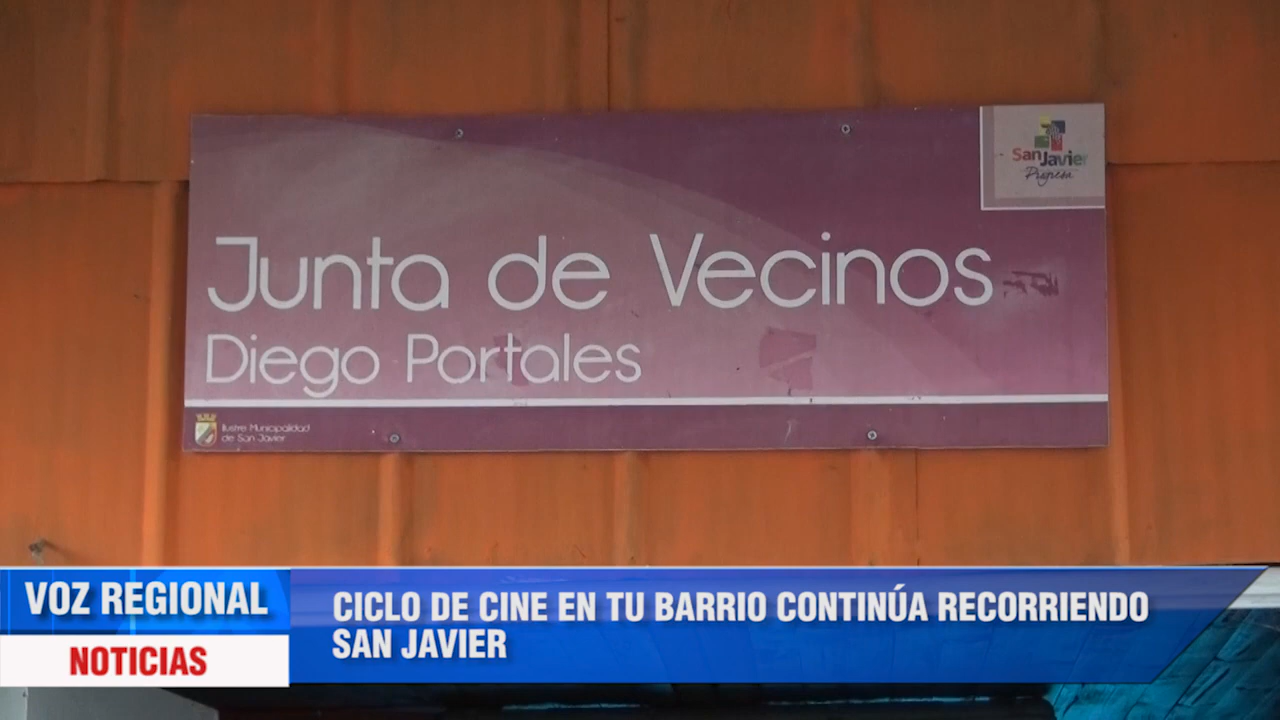 San Javier
Progresa
Junta de Vecinos
Diego Portales
Ilustre Municipalidad
de San Javier
VOZ REGIONAL
NOTICIAS
CICLO DE CINE EN TU BARRIO CONTINÚA RECORRIENDO
SAN JAVIER